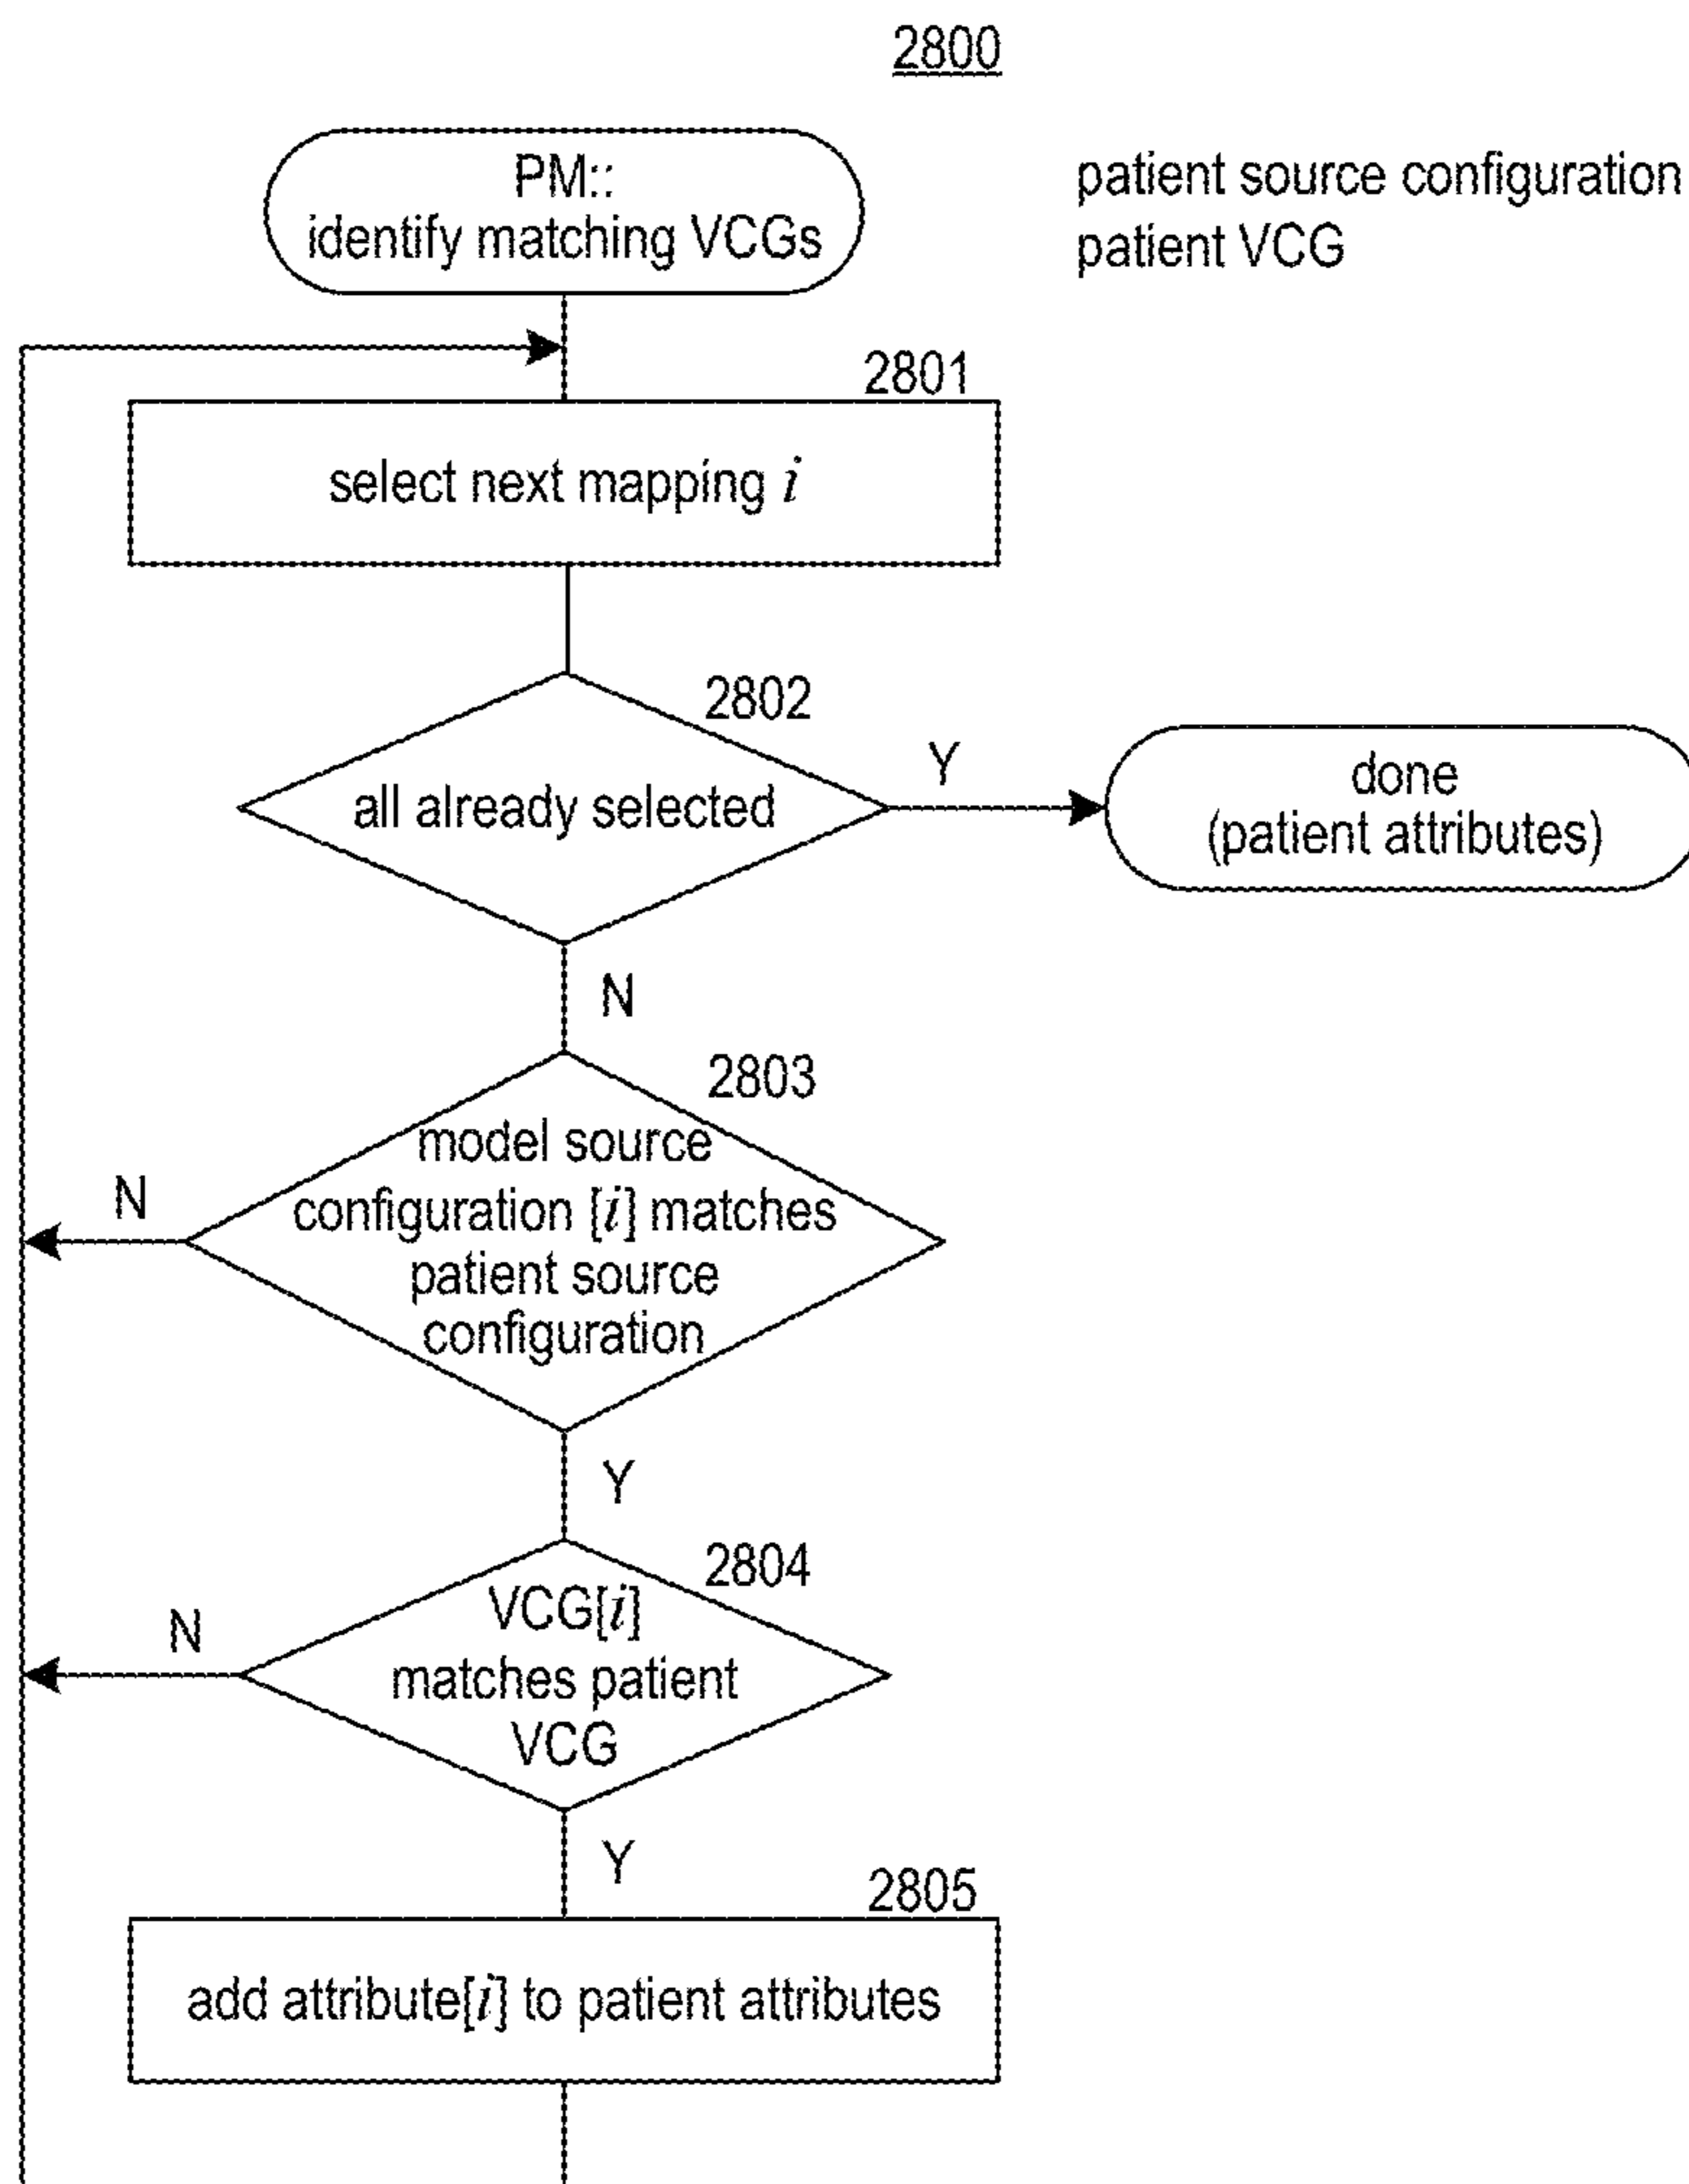 2800
PM::
identify matching VCGs
patient source configuration
patient VCG
2801
select next mapping i
2802
all already selected
Y
done
(patient attributes)
N
2803
model source
configuration [i] matches
patient source
configuration
N
Y
2804
VCG[i]
matches patient
VCG
N
Y
2805
add attribute[i] to patient attributes